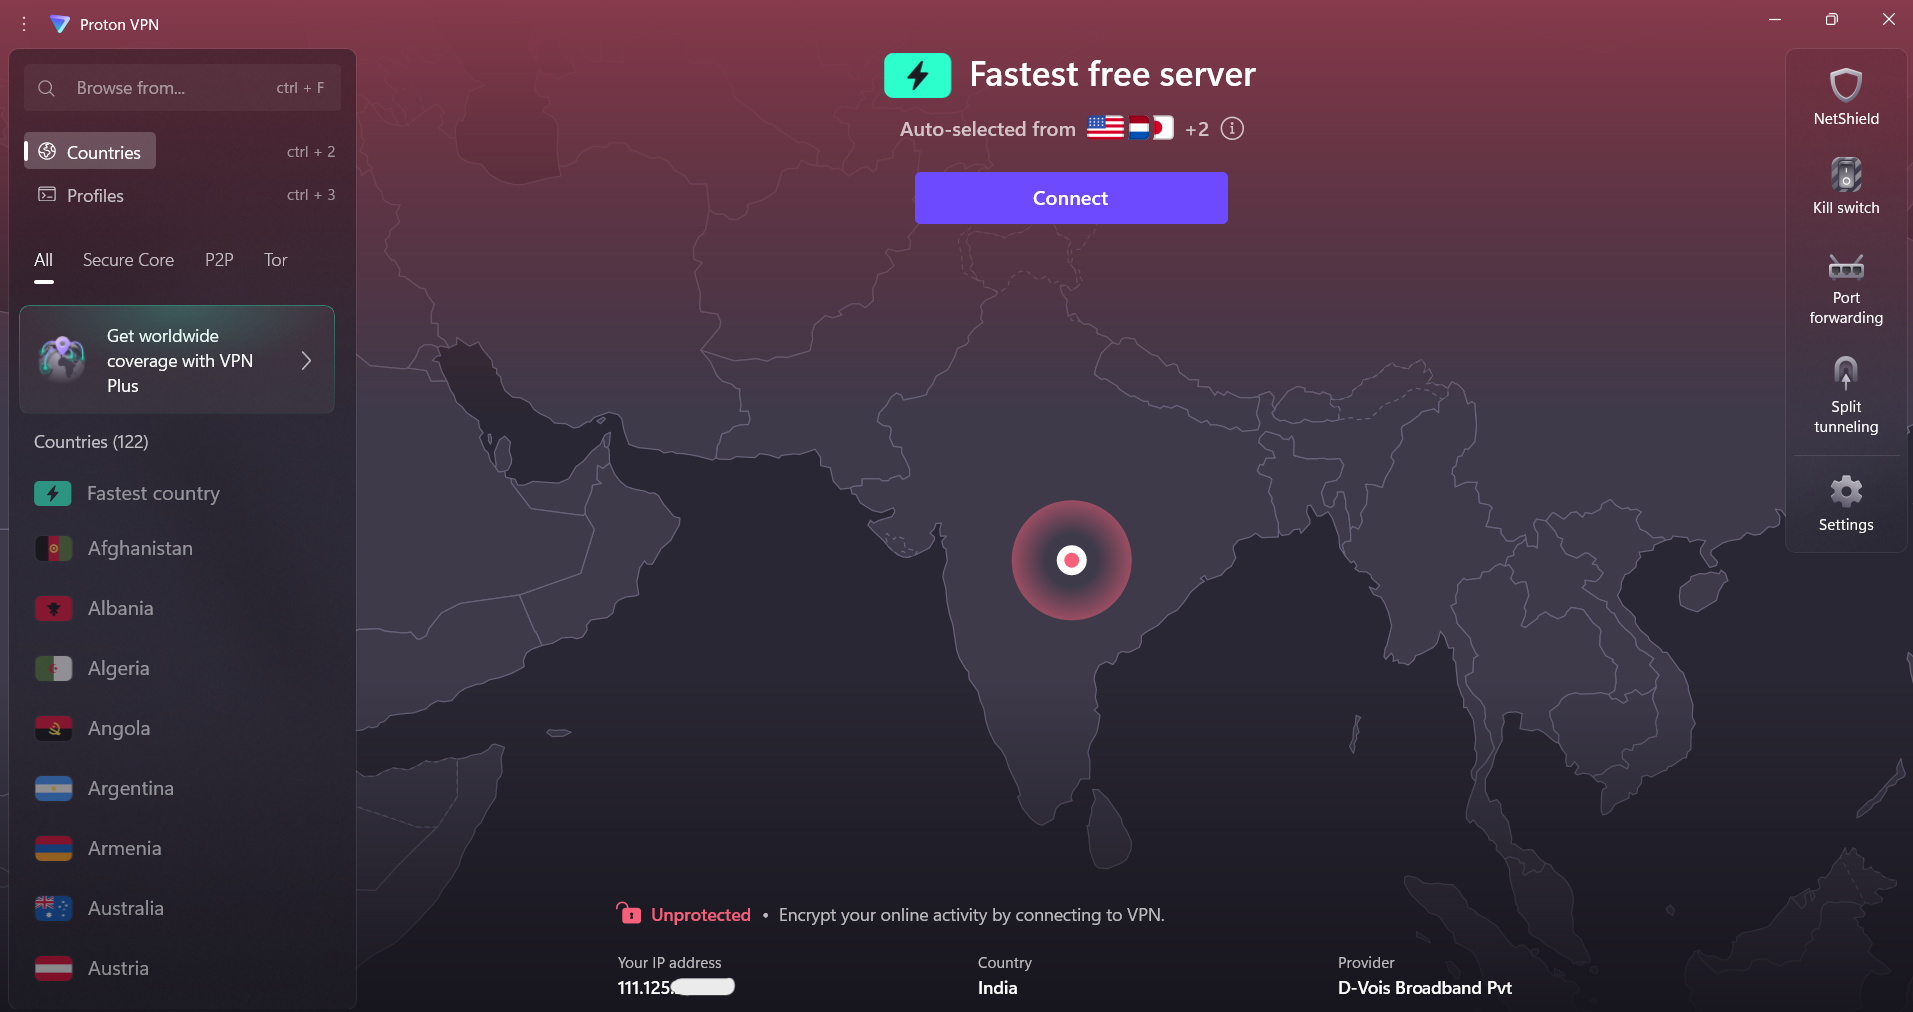 Proton VPN
Browse from...
ctrl + F
Countries
ctrl + 2
Profiles
ctrl + 3
All
Secure Core
P2P
Tor
Get worldwide
coverage with VPN
Plus
Countries (122)
Fastest country
Afghanistan
Albania
Algeria
Angola
Argentina
Armenia
Australia
Austria
Fastest free server
Auto-selected from
+2
Connect
Unprotected • Encrypt your online activity by connecting to VPN.
Your IP address
111.125.
Country
India
Provider
D-Vois Broadband Pvt
NetShield
Kill switch
Port
forwarding
Split
tunneling
Settings